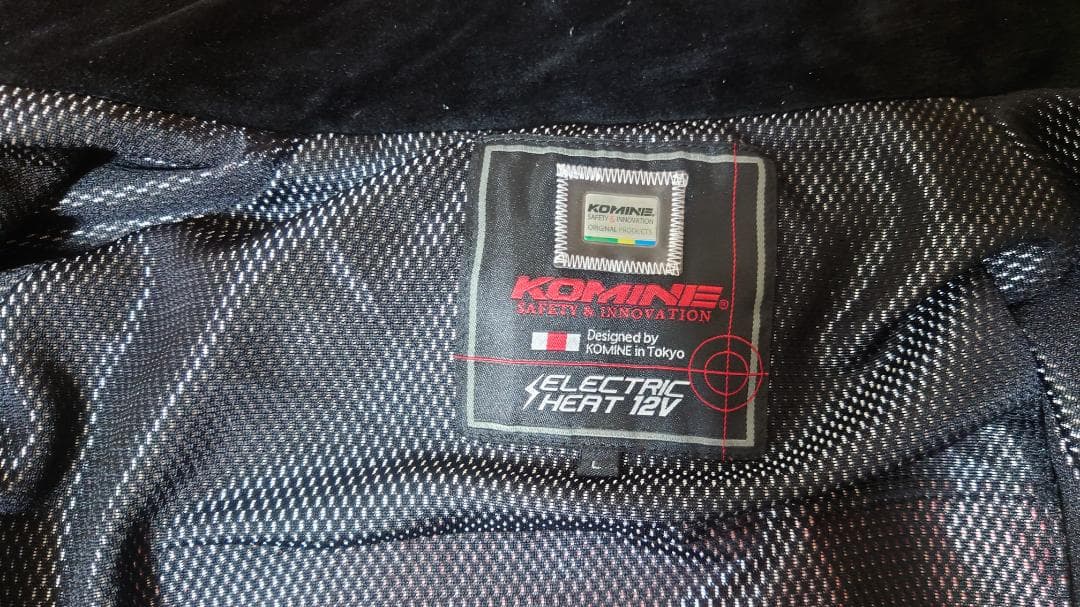 KOMINE
SAFETY & INNOVATION
ORIGINAL PRODUCTS
KOMINE®
SAFETY & INNOVATION
Designed by
KOMINE in Tokyo
ELECTRIC
HEAT 12V
L